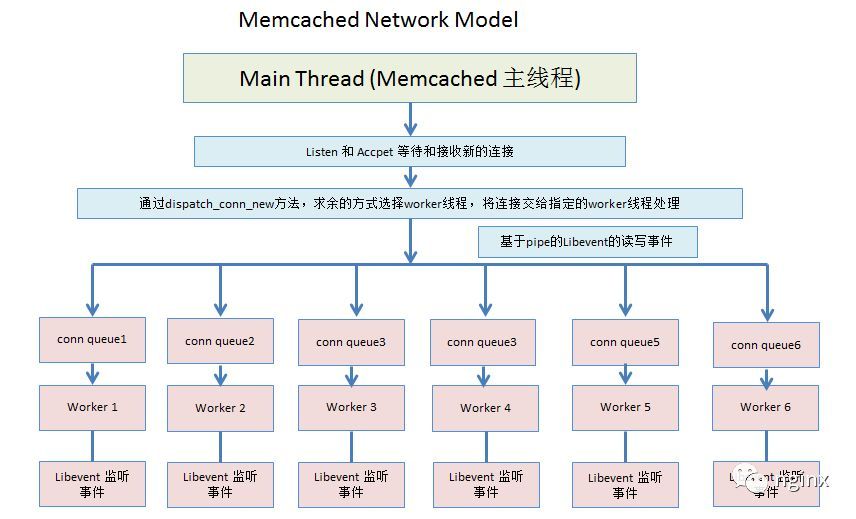 Memcached Network Model
Main Thread (Memcached 主线程)
Listen 和 Accpet 等待和接收新的连接
通过dispatch_conn_new方法，求余的方式选择worker线程，将连接交给指定的worker线程处理
基于pipe的Libevent的读写事件
conn queue1
conn queue2
conn queue3
conn queue3
conn queue5
conn queue6
Worker 1
Worker 2
Worker 3
Worker 4
Worker 5
Worker 6
Libevent 监听
事件
Libevent 监听
事件
Libevent 监听
事件
Libevent 监听
事件
Libevent 监听
事件
Libevent 监听
事件
nginx